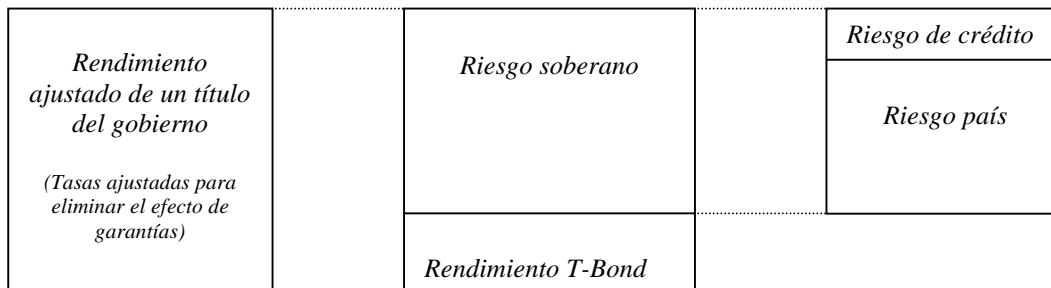 Rendimiento
ajustado de un título
del gobierno
(Tasas ajustadas para
eliminar el efecto de
garantías)
Riesgo soberano
Rendimiento T-Bond
Riesgo de crédito
Riesgo país